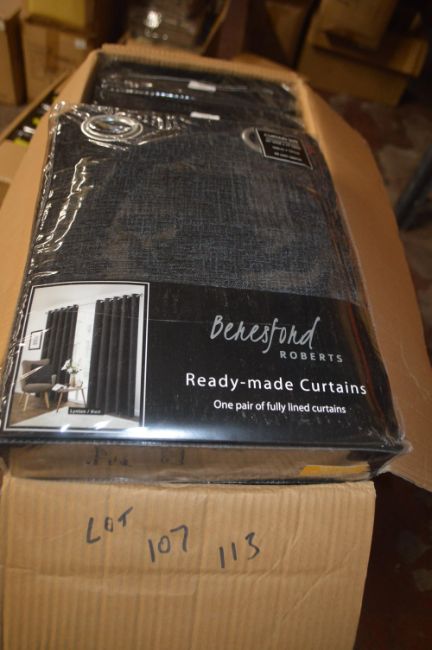 Beresford
ROBERTS
Ready-made Curtains
One pair of fully lined curtains
LOT 107 113